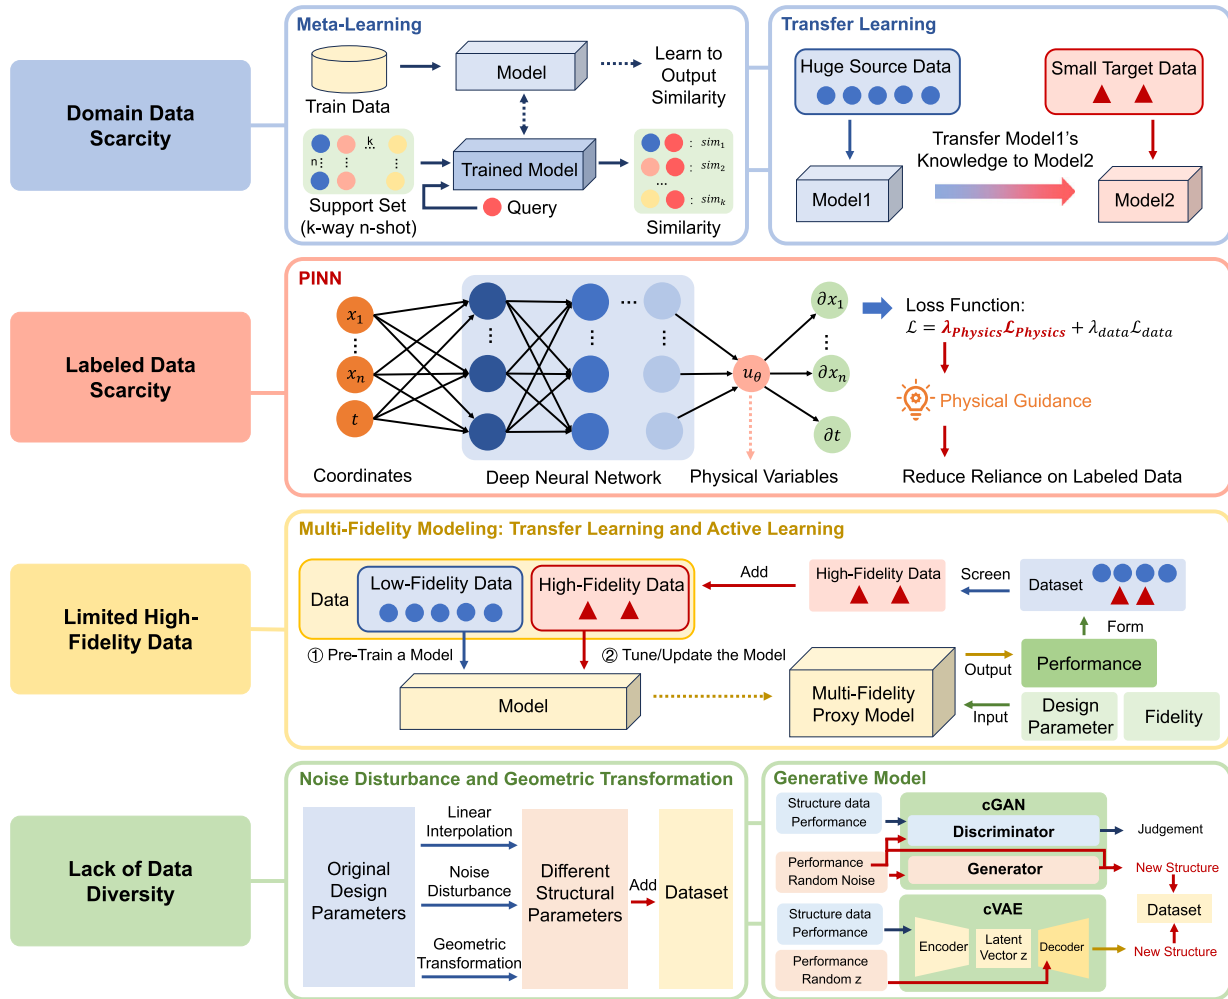 Domain Data
Scarcity
Meta-Learning
Train Data
Model
Learn to
Output
Similarity
k
...
n
Support Set
(k-way n-shot)
Trained Model
Query
: sim₁
: sim₂
...
: simₖ
Similarity
Transfer Learning
Huge Source Data
Small Target Data
Transfer Model1's
Knowledge to Model2
Model1
Model2
Labeled Data
Scarcity
PINN
x₁
xₙ
t
...
u_θ
∂x₁
∂xₙ
∂t
Coordinates
Deep Neural Network
Physical Variables
Loss Function:
ℒ = λ_Physics ℒ_Physics + λ_data ℒ_data
Physical Guidance
Reduce Reliance on Labeled Data
Limited High-
Fidelity Data
Multi-Fidelity Modeling: Transfer Learning and Active Learning
Data
Low-Fidelity Data
High-Fidelity Data
Add
High-Fidelity Data
Screen
Dataset
Form
① Pre-Train a Model
② Tune/Update the Model
Model
Multi-Fidelity
Proxy Model
Output
Performance
Input
Design
Parameter
Fidelity
Lack of Data
Diversity
Noise Disturbance and Geometric Transformation
Original
Design
Parameters
Linear
Interpolation
Noise
Disturbance
Geometric
Transformation
Different
Structural
Parameters
Add
Dataset
Generative Model
Structure data
Performance
Performance
Random Noise
cGAN
Discriminator
Generator
Judgement
New Structure
Dataset
New Structure
Structure data
Performance
Performance
Random z
cVAE
Encoder
Latent
Vector z
Decoder